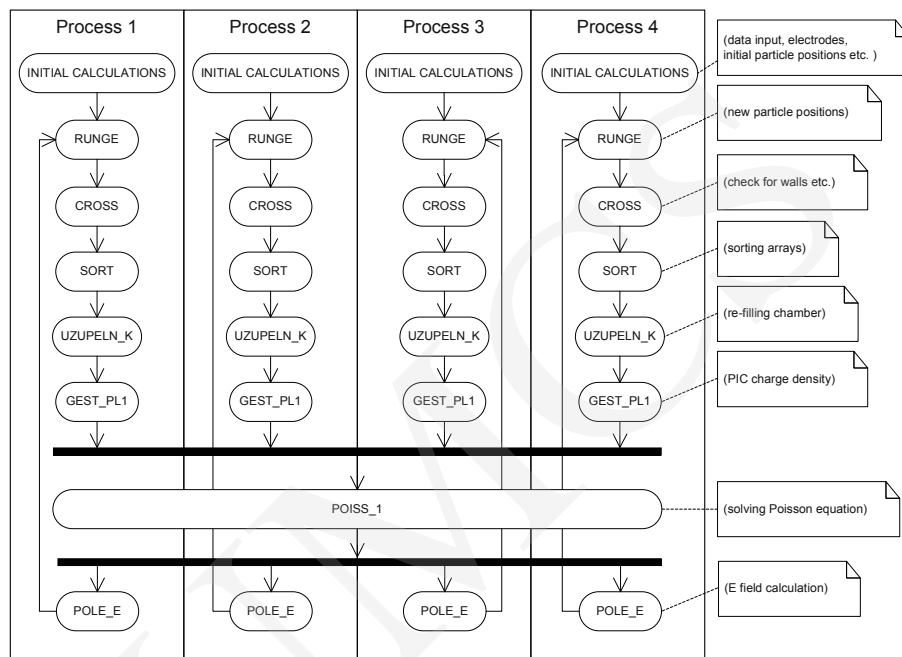 Process 1 Process 2 Process 3 Process 4
INITIAL CALCULATIONS INITIAL CALCULATIONS INITIAL CALCULATIONS INITIAL CALCULATIONS
(data input, electrodes,
initial particle positions etc. )
RUNGE RUNGE RUNGE RUNGE
(new particle positions)
CROSS CROSS CROSS CROSS
(check for walls etc.)
SORT SORT SORT SORT
(sorting arrays)
UZUPELN_K UZUPELN_K UZUPELN_K UZUPELN_K
(re-filling chamber)
GEST_PL1 GEST_PL1 GEST_PL1 GEST_PL1
(PIC charge density)
POISS_1
(solving Poisson equation)
POLE_E POLE_E POLE_E POLE_E
(E field calculation)
UMCS